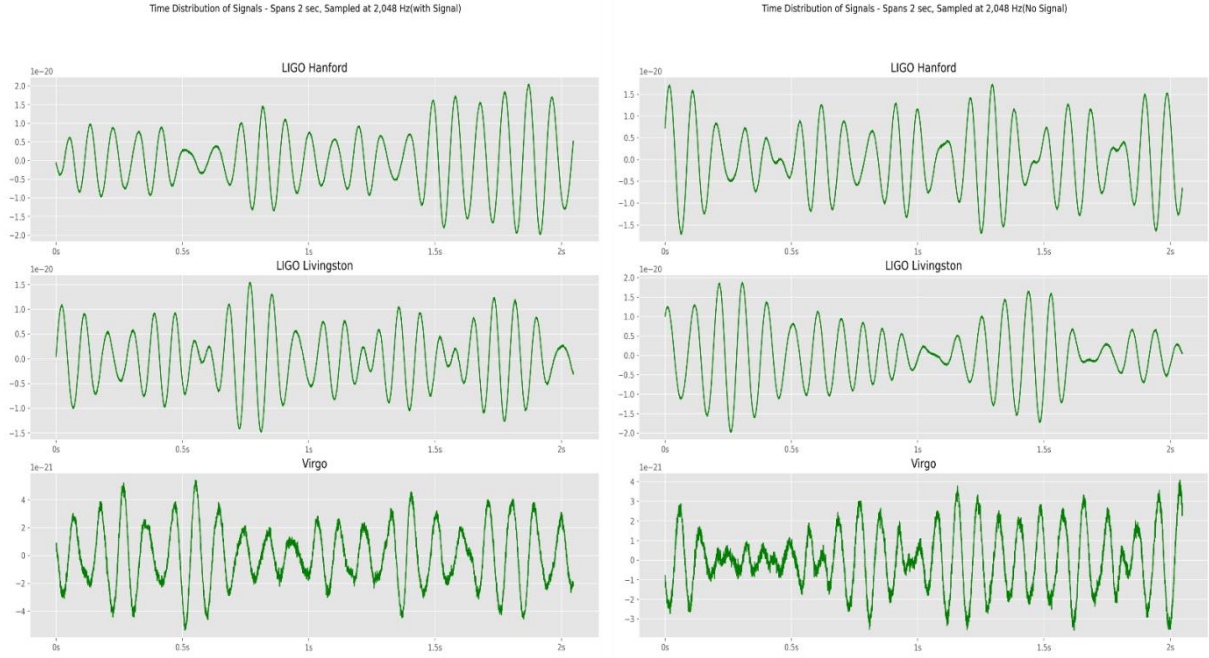 Time Distribution of Signals - Spans 2 sec, Sampled at 2,048 Hz(with Signal)
LIGO Hanford
1e−20
2.0
1.5
1.0
0.5
0.0
−0.5
−1.0
−1.5
−2.0
0s 0.5s 1s 1.5s 2s
LIGO Livingston
1e−20
1.5
1.0
0.5
0.0
−0.5
−1.0
−1.5
0s 0.5s 1s 1.5s 2s
Virgo
1e−21
4
2
0
−2
−4
0s 0.5s 1s 1.5s 2s
Time Distribution of Signals - Spans 2 sec, Sampled at 2,048 Hz(No Signal)
LIGO Hanford
1e−20
1.5
1.0
0.5
0.0
−0.5
−1.0
−1.5
0s 0.5s 1s 1.5s 2s
LIGO Livingston
1e−20
2.0
1.5
1.0
0.5
0.0
−0.5
−1.0
−1.5
−2.0
0s 0.5s 1s 1.5s 2s
Virgo
1e−21
4
3
2
1
0
−1
−2
−3
0s 0.5s 1s 1.5s 2s